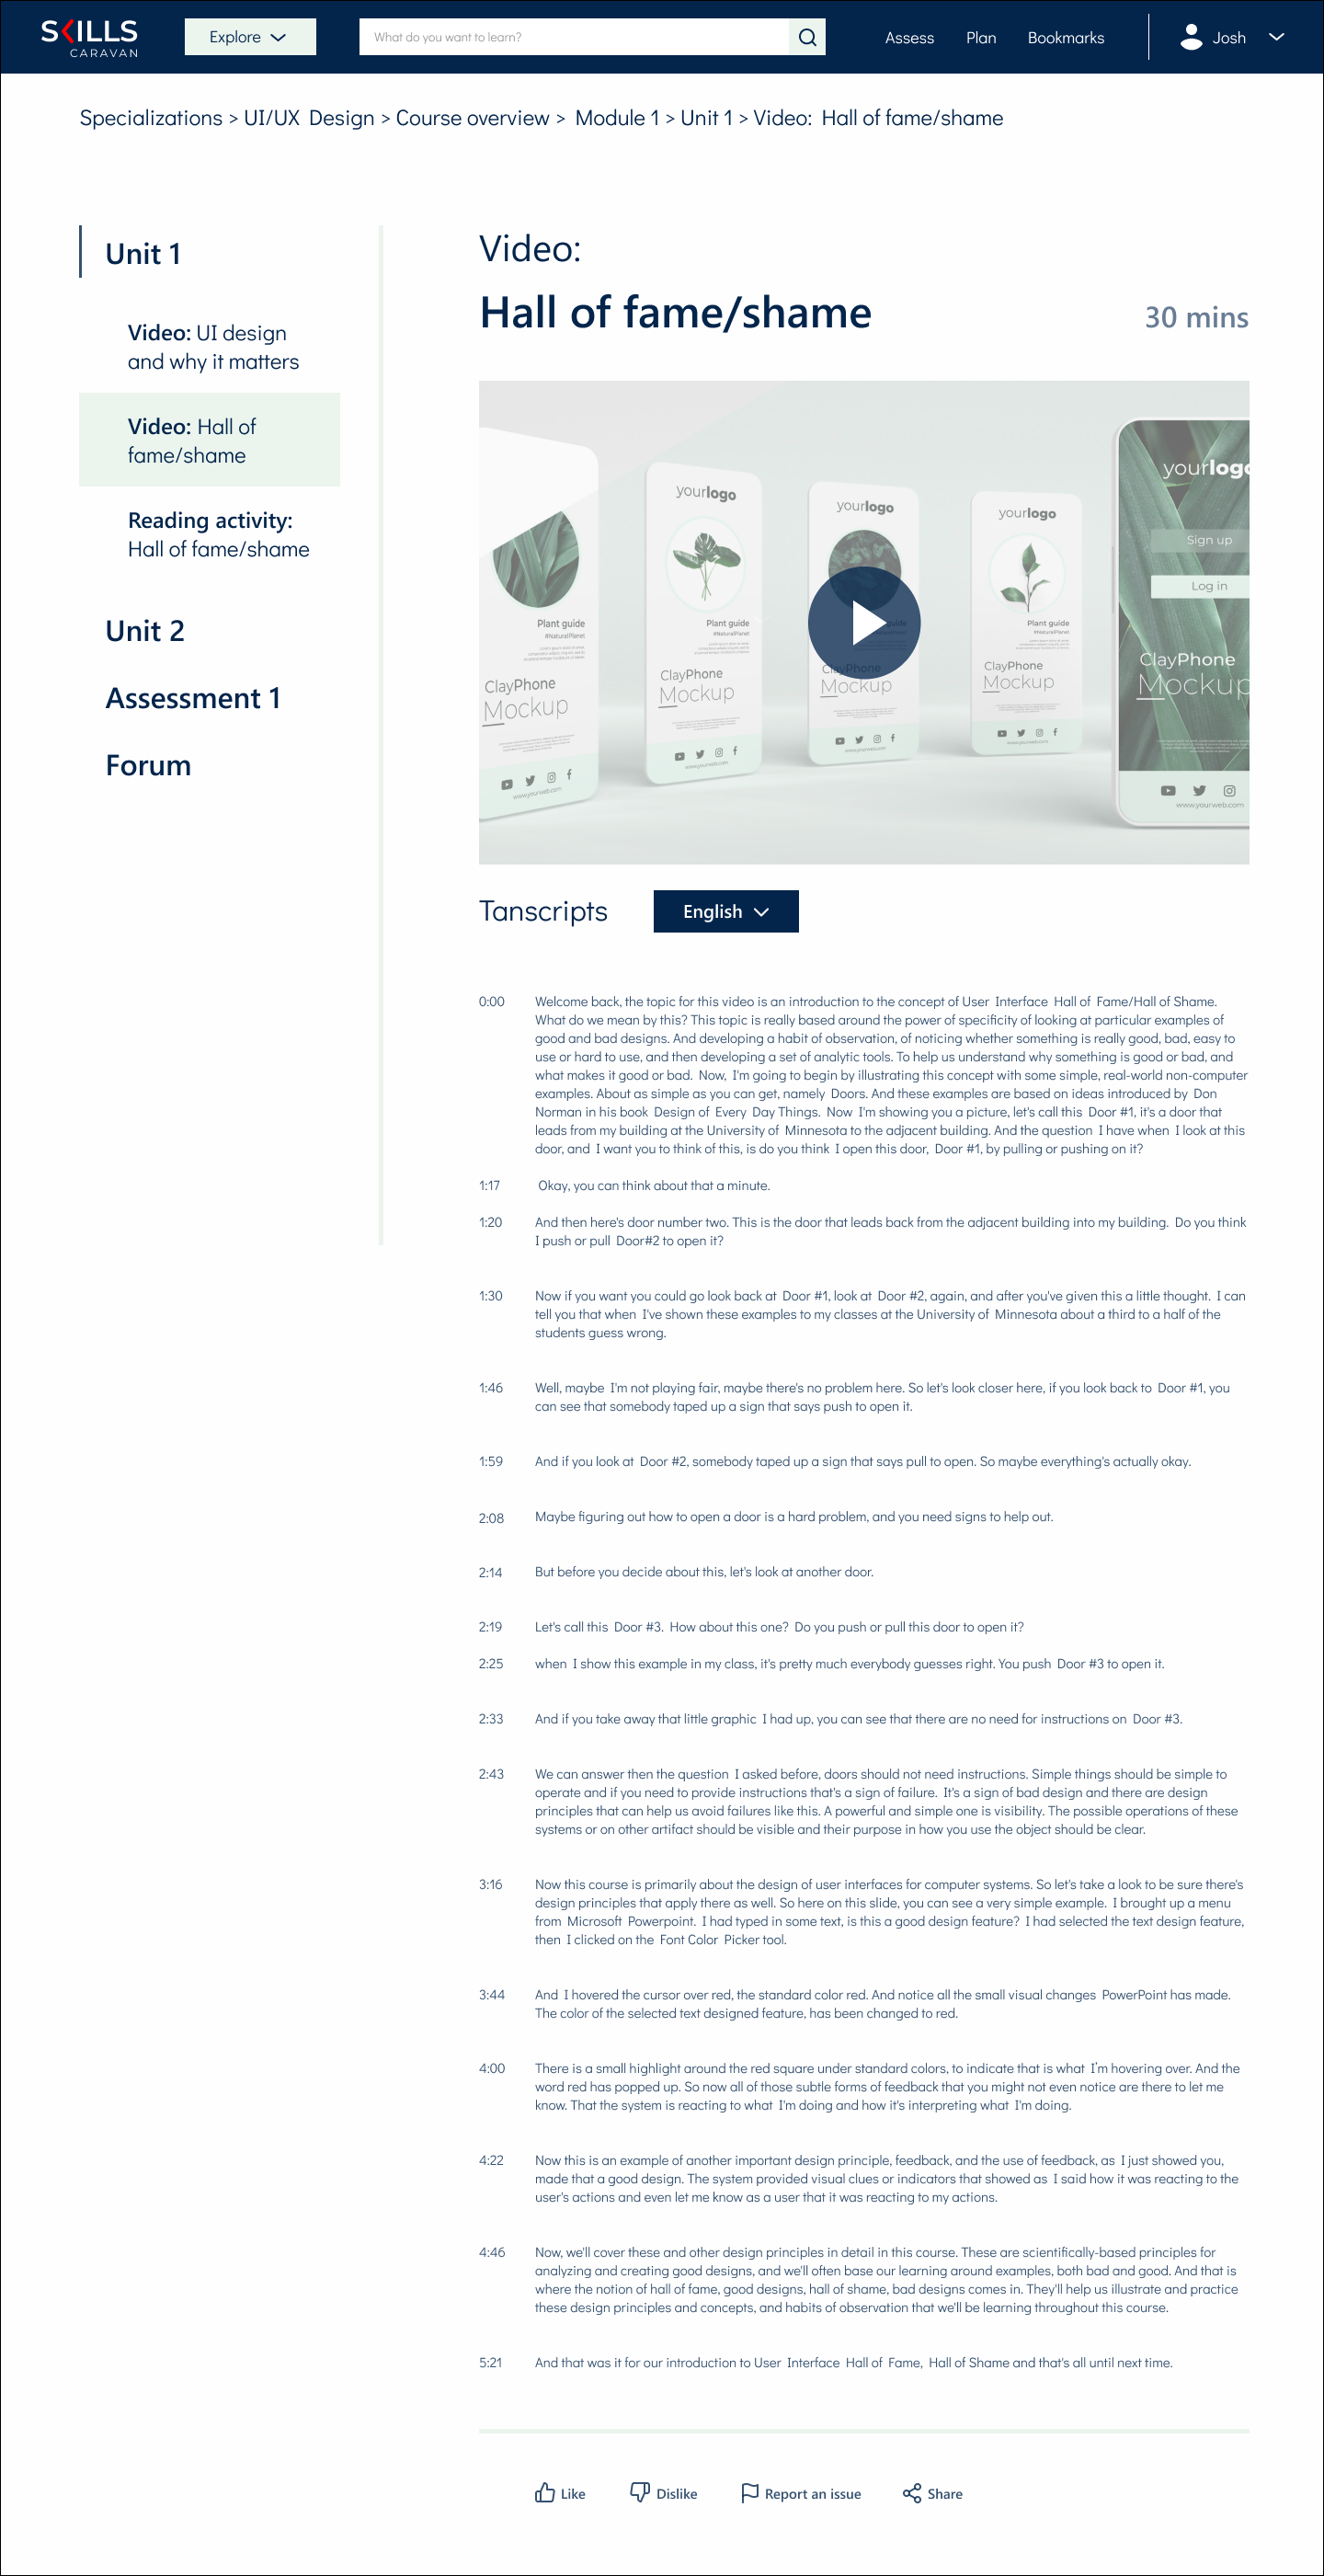 SKILLS
CARAVAN
Explore
What do you want to learn?
Assess
Plan
Bookmarks
Josh
Specializations > UI/UX Design > Course overview > Module 1 > Unit 1 > Video: Hall of fame/shame
Unit 1
Video: UI design
and why it matters
Video: Hall of
fame/shame
Reading activity:
Hall of fame/shame
Unit 2
Assessment 1
Forum
Video:
Hall of fame/shame
30 mins
Plant guide
#NaturalPlanet
ClayPhone
Mockup
www.yourweb.com
yourlogo
Plant guide
#NaturalPlanet
ClayPhone
Mockup
www.yourweb.com
yourlogo
ClayPhone
Mockup
www.yourweb.com
yourlogo
Plant guide
#NaturalPlanet
ClayPhone
Mockup
www.yourweb.com
yourlogo
Sign up
Log in
ClayPhone
Mockup
www.yourweb.com
Tanscripts
English
0:00
Welcome back, the topic for this video is an introduction to the concept of User Interface Hall of Fame/Hall of Shame.
What do we mean by this? This topic is really based around the power of specificity of looking at particular examples of
good and bad designs. And developing a habit of observation, of noticing whether something is really good, bad, easy to
use or hard to use, and then developing a set of analytic tools. To help us understand why something is good or bad, and
what makes it good or bad. Now, I'm going to begin by illustrating this concept with some simple, real-world non-computer
examples. About as simple as you can get, namely Doors. And these examples are based on ideas introduced by Don
Norman in his book Design of Every Day Things. Now I'm showing you a picture, let's call this Door #1, it's a door that
leads from my building at the University of Minnesota to the adjacent building. And the question I have when I look at this
door, and I want you to think of this, is do you think I open this door, Door #1, by pulling or pushing on it?
1:17
Okay, you can think about that a minute.
1:20
And then here's door number two. This is the door that leads back from the adjacent building into my building. Do you think
I push or pull Door#2 to open it?
1:30
Now if you want you could go look back at Door #1, look at Door #2, again, and after you've given this a little thought. I can
tell you that when I've shown these examples to my classes at the University of Minnesota about a third to a half of the
students guess wrong.
1:46
Well, maybe I'm not playing fair, maybe there's no problem here. So let's look closer here, if you look back to Door #1, you
can see that somebody taped up a sign that says push to open it.
1:59
And if you look at Door #2, somebody taped up a sign that says pull to open. So maybe everything's actually okay.
2:08
Maybe figuring out how to open a door is a hard problem, and you need signs to help out.
2:14
But before you decide about this, let's look at another door.
2:19
Let's call this Door #3. How about this one? Do you push or pull this door to open it?
2:25
when I show this example in my class, it's pretty much everybody guesses right. You push Door #3 to open it.
2:33
And if you take away that little graphic I had up, you can see that there are no need for instructions on Door #3.
2:43
We can answer then the question I asked before, doors should not need instructions. Simple things should be simple to
operate and if you need to provide instructions that's a sign of failure. It's a sign of bad design and there are design
principles that can help us avoid failures like this. A powerful and simple one is visibility. The possible operations of these
systems or on other artifact should be visible and their purpose in how you use the object should be clear.
3:16
Now this course is primarily about the design of user interfaces for computer systems. So let's take a look to be sure there's
design principles that apply there as well. So here on this slide, you can see a very simple example. I brought up a menu
from Microsoft Powerpoint. I had typed in some text, is this a good design feature? I had selected the text design feature,
then I clicked on the Font Color Picker tool.
3:44
And I hovered the cursor over red, the standard color red. And notice all the small visual changes PowerPoint has made.
The color of the selected text designed feature, has been changed to red.
4:00
There is a small highlight around the red square under standard colors, to indicate that is what I'm hovering over. And the
word red has popped up. So now all of those subtle forms of feedback that you might not even notice are there to let me
know. That the system is reacting to what I'm doing and how it's interpreting what I'm doing.
4:22
Now this is an example of another important design principle, feedback, and the use of feedback, as I just showed you,
made that a good design. The system provided visual clues or indicators that showed as I said how it was reacting to the
user's actions and even let me know as a user that it was reacting to my actions.
4:46
Now, we'll cover these and other design principles in detail in this course. These are scientifically-based principles for
analyzing and creating good designs, and we'll often base our learning around examples, both bad and good. And that is
where the notion of hall of fame, good designs, hall of shame, bad designs comes in. They'll help us illustrate and practice
these design principles and concepts, and habits of observation that we'll be learning throughout this course.
5:21
And that was it for our introduction to User Interface Hall of Fame, Hall of Shame and that's all until next time.
Like
Dislike
Report an issue
Share